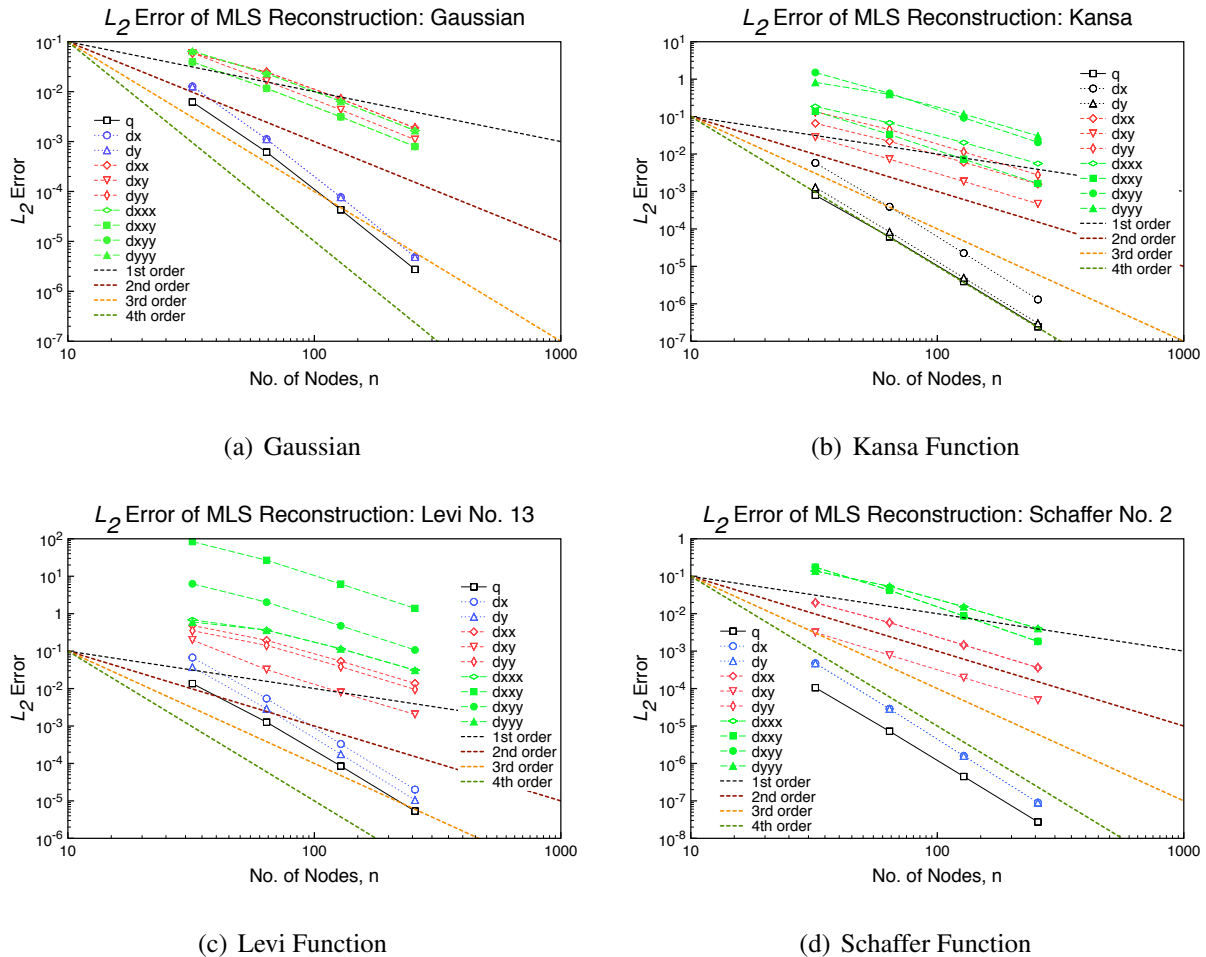 L2 Error of MLS Reconstruction: Gaussian
10-1
10-2
10-3
10-4
10-5
10-6
10-7
L2 Error
q
dx
dy
dxx
dxy
dyy
dxxx
dxxy
dxyy
dyyy
1st order
2nd order
3rd order
4th order
10
100
1000
No. of Nodes, n
(a) Gaussian
L2 Error of MLS Reconstruction: Kansa
101
1
10-1
10-2
10-3
10-4
10-5
10-6
10-7
L2 Error
q
dx
dy
dxx
dxy
dyy
dxxx
dxxy
dxyy
dyyy
1st order
2nd order
3rd order
4th order
10
100
1000
No. of Nodes, n
(b) Kansa Function
L2 Error of MLS Reconstruction: Levi No. 13
102
101
1
10-1
10-2
10-3
10-4
10-5
10-6
L2 Error
q
dx
dy
dxx
dxy
dyy
dxxx
dxxy
dxyy
dyyy
1st order
2nd order
3rd order
4th order
10
100
1000
No. of Nodes, n
(c) Levi Function
L2 Error of MLS Reconstruction: Schaffer No. 2
1
10-1
10-2
10-3
10-4
10-5
10-6
10-7
10-8
L2 Error
q
dx
dy
dxx
dxy
dyy
dxxx
dxxy
dxyy
dyyy
1st order
2nd order
3rd order
4th order
10
100
1000
No. of Nodes, n
(d) Schaffer Function